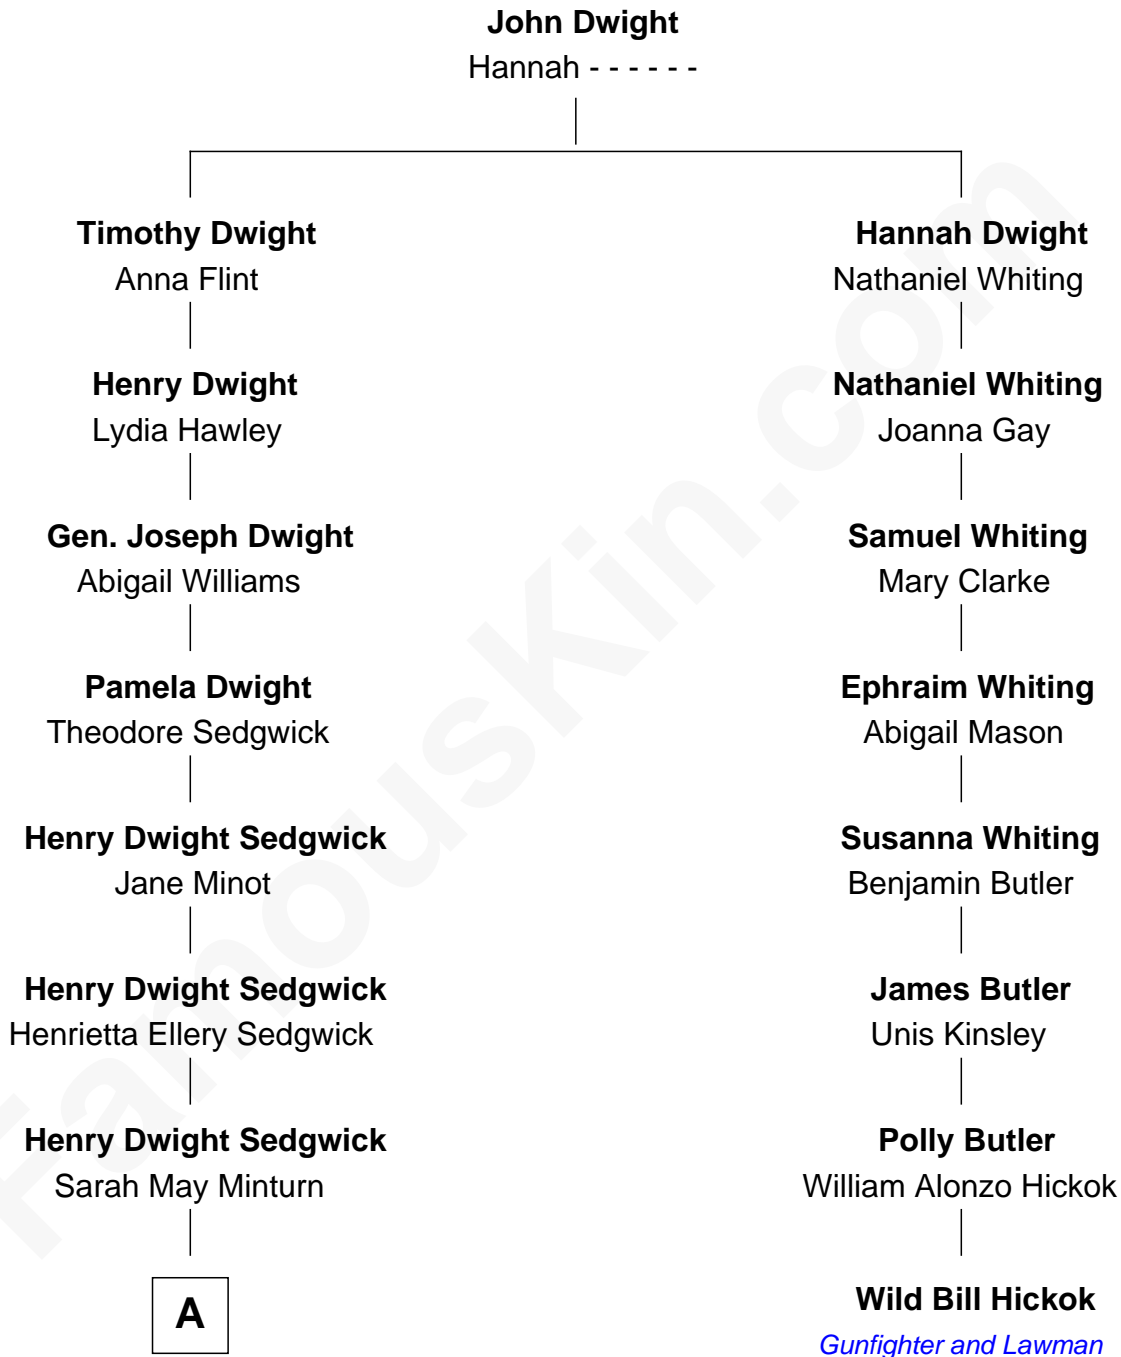 John Dwight
Hannah - - - - - -
Timothy Dwight
Anna Flint
Hannah Dwight
Nathaniel Whiting
Henry Dwight
Lydia Hawley
Nathaniel Whiting
Joanna Gay
Gen. Joseph Dwight
Abigail Williams
Samuel Whiting
Mary Clarke
Pamela Dwight
Theodore Sedgwick
Ephraim Whiting
Abigail Mason
Henry Dwight Sedgwick
Jane Minot
Susanna Whiting
Benjamin Butler
Henry Dwight Sedgwick
Henrietta Ellery Sedgwick
James Butler
Unis Kinsley
Henry Dwight Sedgwick
Sarah May Minturn
Polly Butler
William Alonzo Hickok
A
Wild Bill Hickok
Gunfighter and Lawman
FamousKin.com